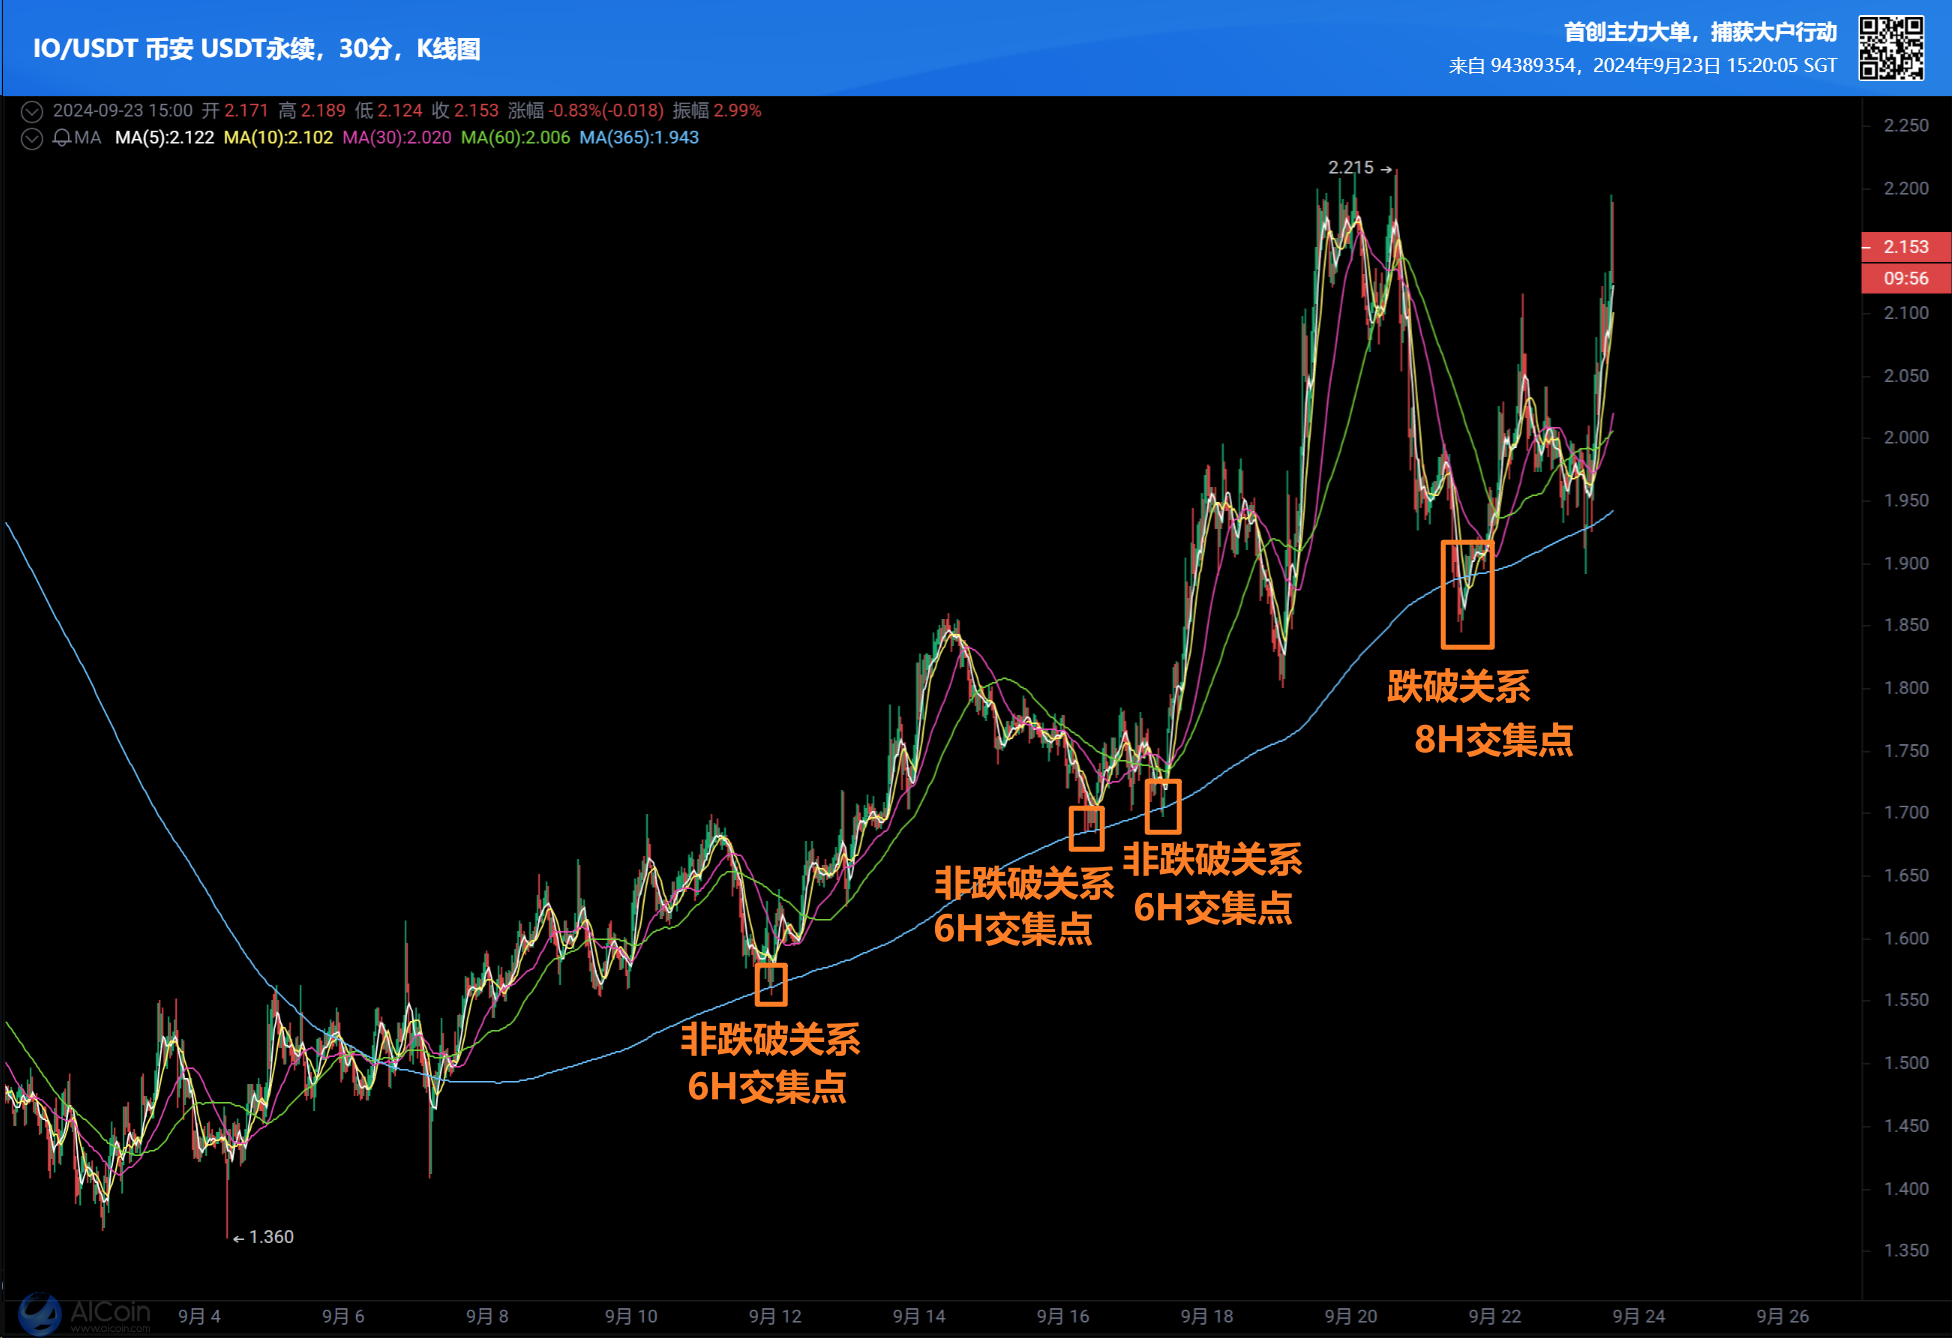 IO/USDT 币安 USDT永续，30分，K线图
首创主力大单，捕获大户行动
来自 94389354，2024年9月23日 15:20:05 SGT
2024-09-23 15:00 开 2.171 高 2.189 低 2.124 收 2.153 涨幅 -0.83%(-0.018) 振幅 2.99%
MA MA(5):2.122 MA(10):2.102 MA(30):2.020 MA(60):2.006 MA(365):1.943
2.250
2.215
2.200
2.153
09:56
2.100
2.050
2.000
1.950
1.900
1.850
1.800
1.750
1.700
1.650
1.600
1.550
1.500
1.450
1.400
1.350
跌破关系
8H交集点
非跌破关系
6H交集点
非跌破关系
6H交集点
非跌破关系
6H交集点
1.360
AICoin
www.aicoin.com
9月 4
9月 6
9月 8
9月 10
9月 12
9月 14
9月 16
9月 18
9月 20
9月 22
9月 24
9月 26